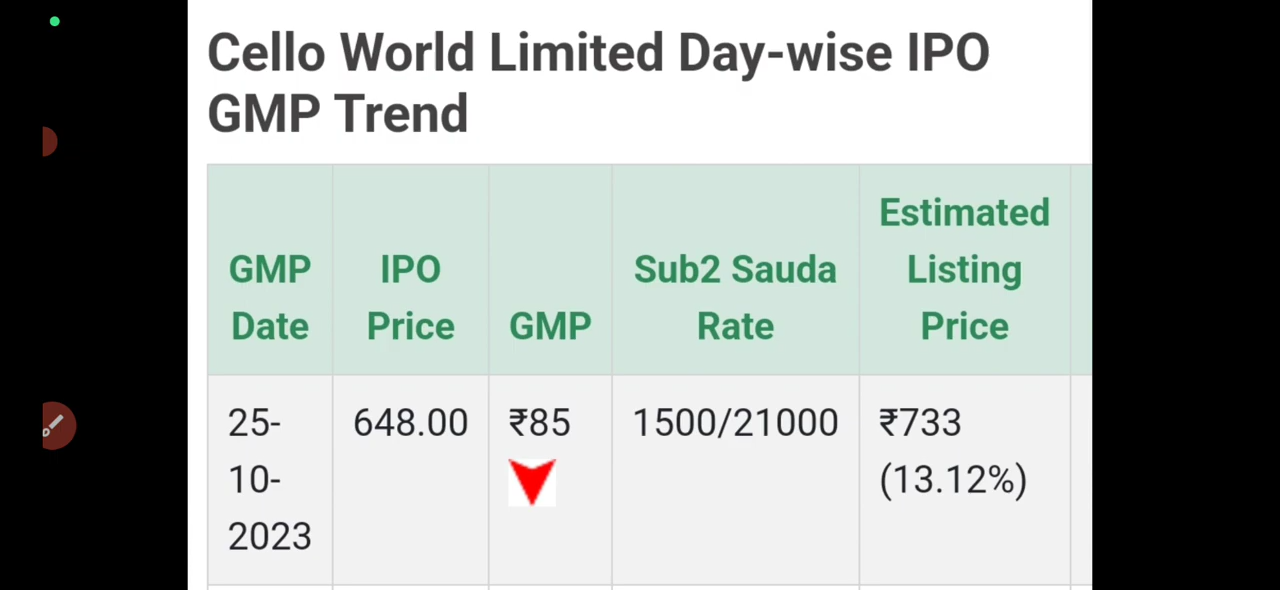 Cello World Limited Day-wise IPO
GMP Trend
GMP
Date
IPO
Price
GMP
Sub2 Sauda
Rate
Estimated
Listing
Price
25-
10-
2023
648.00
₹85
1500/21000
₹733
(13.12%)